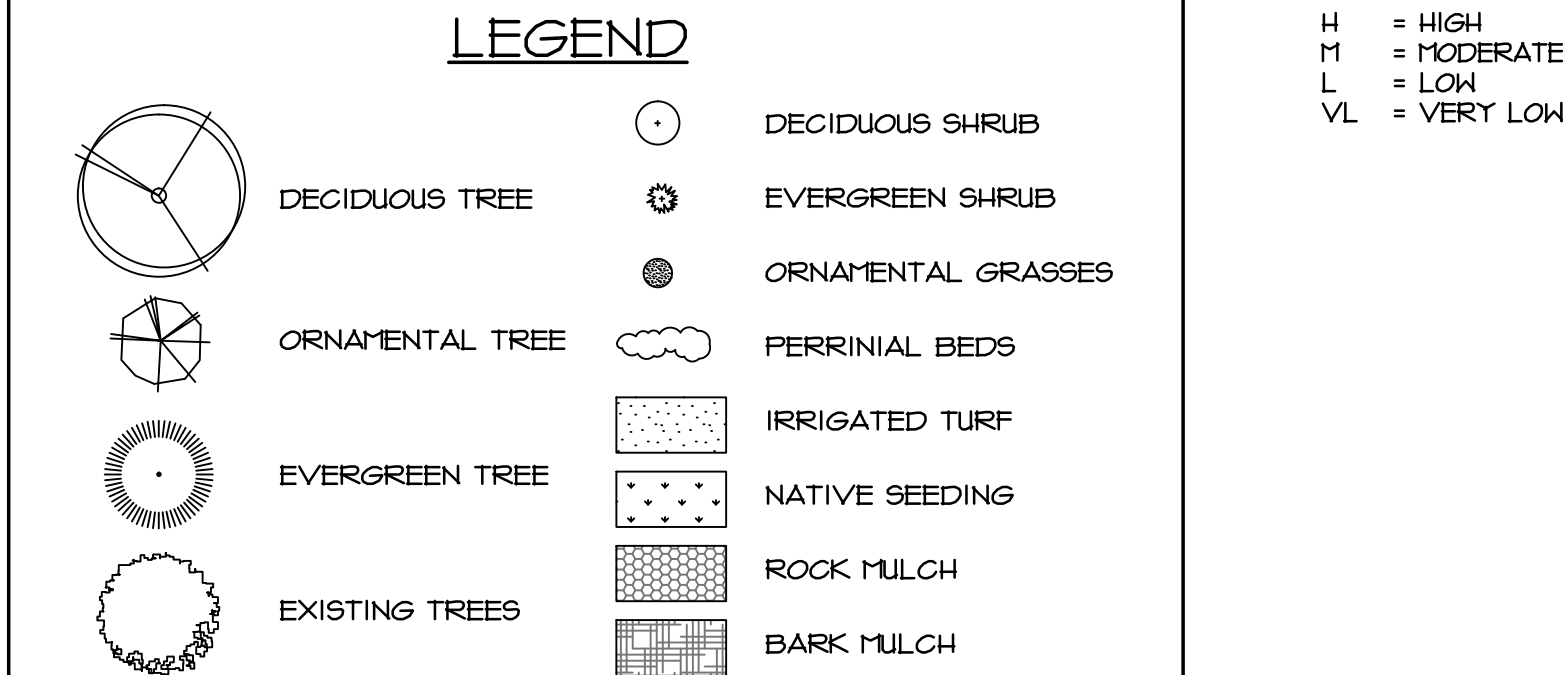 LEGEND
DECIDUOUS TREE
ORNAMENTAL TREE
EVERGREEN TREE
EXISTING TREES
DECIDUOUS SHRUB
EVERGREEN SHRUB
ORNAMENTAL GRASSES
PERRINIAL BEDS
IRRIGATED TURF
NATIVE SEEDING
ROCK MULCH
BARK MULCH
H = HIGH
M = MODERATE
L = LOW
VL = VERY LOW